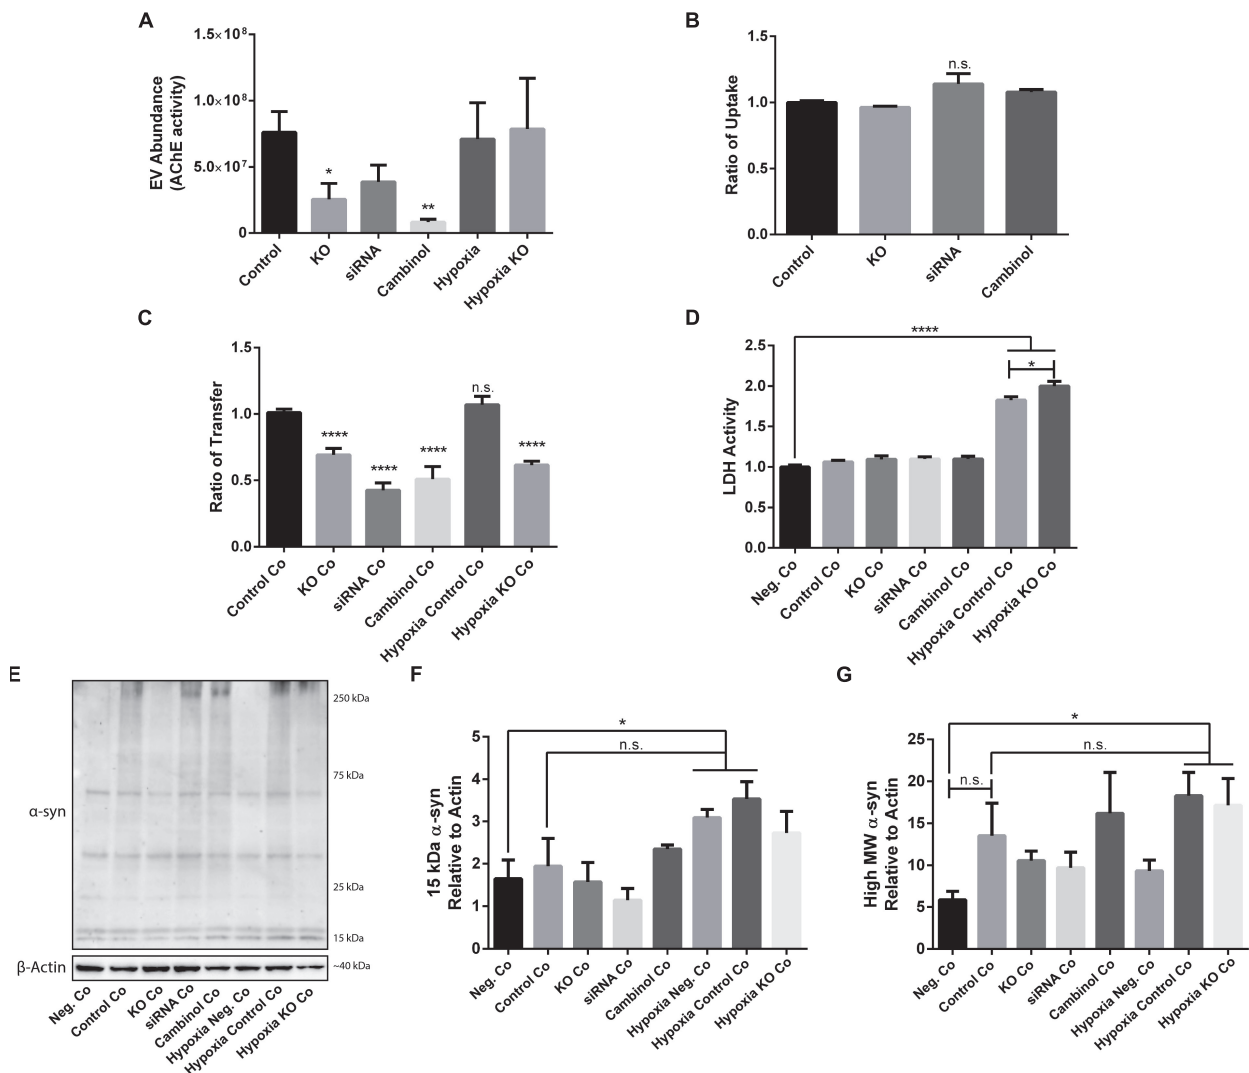 A
EV Abundance
(AChE activity)
1.5×10⁸
1.0×10⁸
5.0×10⁷
0
*
**
Control
KO
siRNA
Cambinol
Hypoxia
Hypoxia KO
B
Ratio of Uptake
1.5
1.0
0.5
0.0
n.s.
Control
KO
siRNA
Cambinol
C
Ratio of Transfer
1.5
1.0
0.5
0.0
****
****
****
n.s.
****
Control Co
KO Co
siRNA Co
Cambinol Co
Hypoxia Control Co
Hypoxia KO Co
D
LDH Activity
2.5
2.0
1.5
1.0
0.5
0.0
****
*
Neg. Co
Control Co
KO Co
siRNA Co
Cambinol Co
Hypoxia Control Co
Hypoxia KO Co
E
α-syn
250 kDa
75 kDa
25 kDa
15 kDa
β-Actin
~40 kDa
Neg. Co
Control Co
KO Co
siRNA Co
Cambinol Co
Hypoxia Neg. Co
Hypoxia Control Co
Hypoxia KO Co
F
15 kDa α-syn
Relative to Actin
5
4
3
2
1
0
*
n.s.
Neg. Co
Control Co
KO Co
siRNA Co
Cambinol Co
Hypoxia Neg. Co
Hypoxia Control Co
Hypoxia KO Co
G
High MW α-syn
Relative to Actin
25
20
15
10
5
0
*
n.s.
n.s.
Neg. Co
Control Co
KO Co
siRNA Co
Cambinol Co
Hypoxia Neg. Co
Hypoxia Control Co
Hypoxia KO Co